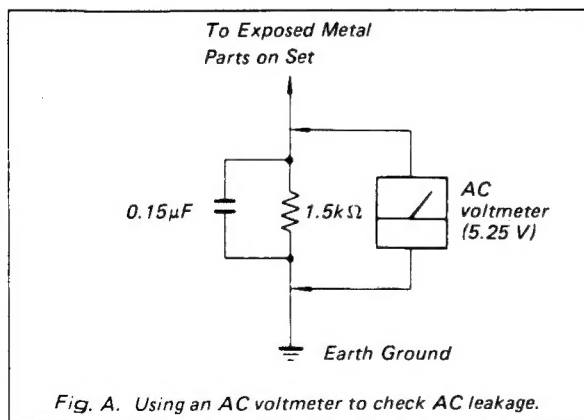 To Exposed Metal
Parts on Set
0.15μF
1.5kΩ
AC
voltmeter
(5.25 V)
Earth Ground
Fig. A. Using an AC voltmeter to check AC leakage.